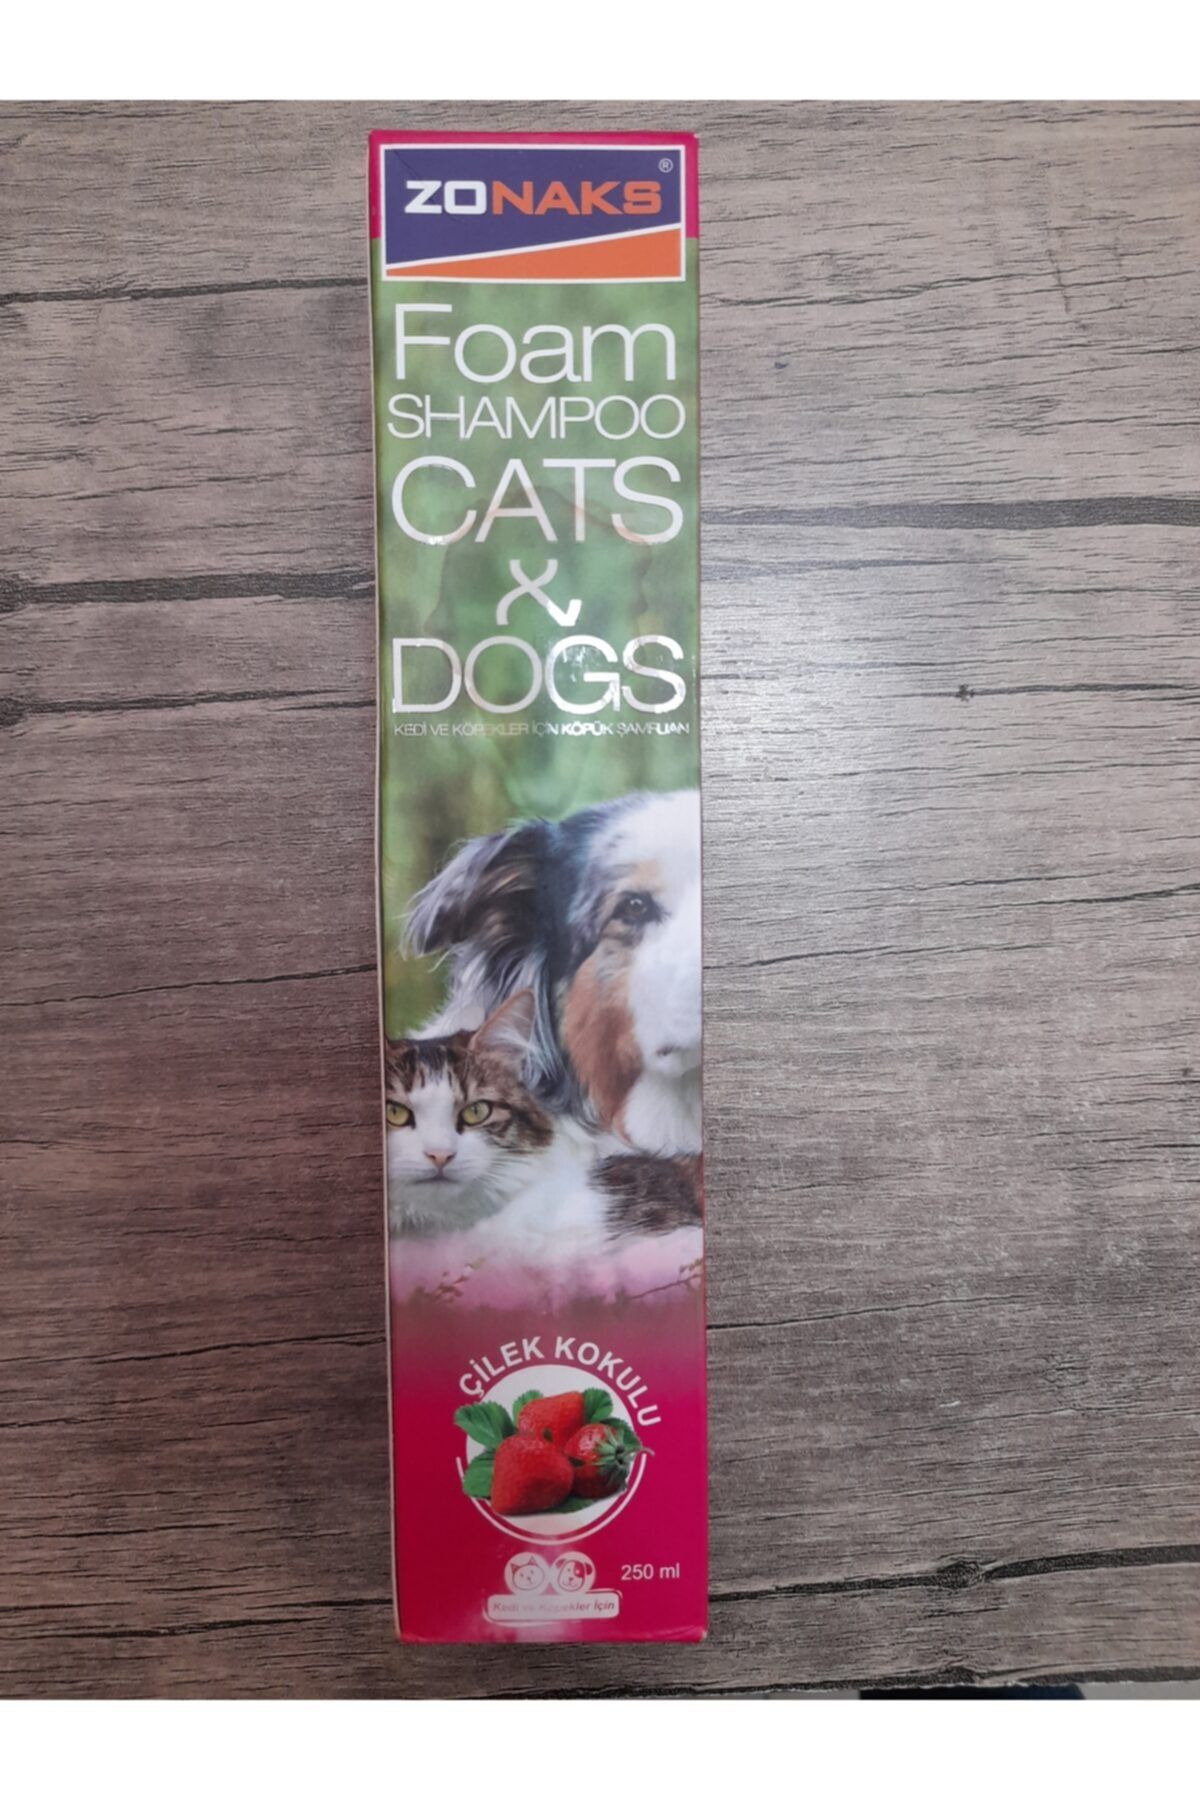 ZONAKS®
Foam
SHAMPOO
CATS
&
DOGS
KEDİ VE KÖPEKLER İÇİN KÖPÜK ŞAMPUAN
ÇİLEK KOKULU
250 ml
Kedi ve Köpekler İçin